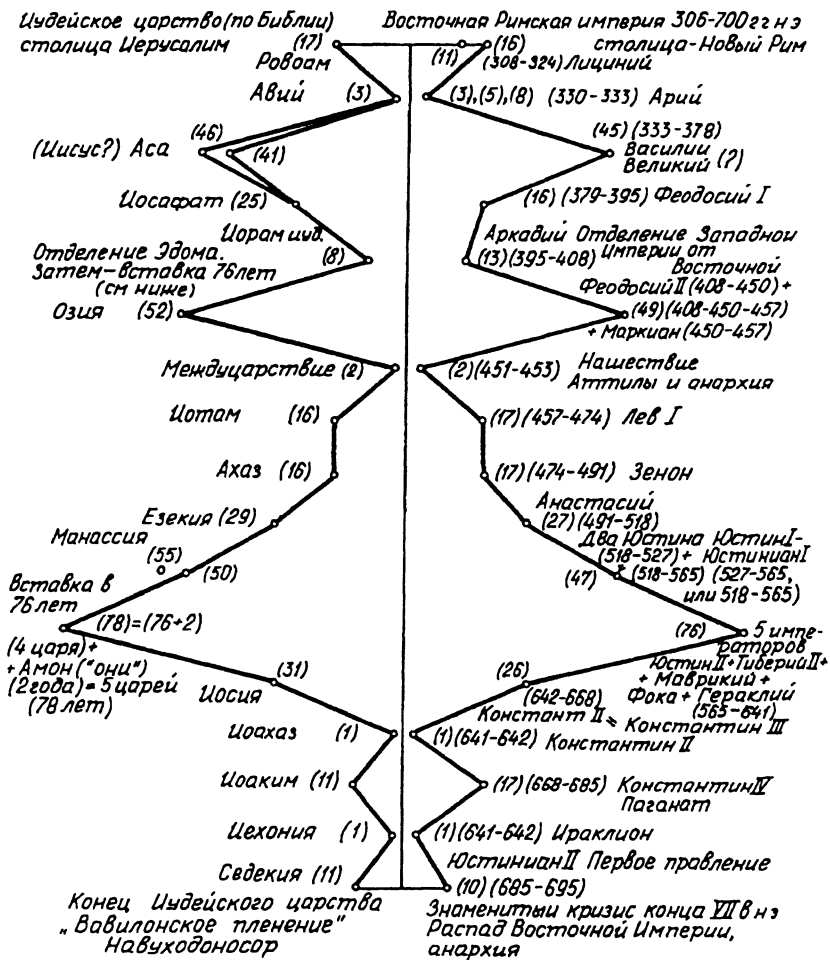 Иудейское царство (по Библии)
столица Иерусалим
(17)
Ровоам
Авий (3)
(46)
(Иисус?) Аса
(41)
Иосафат (25)
Иорам иуд.
Отделение Эдома.
Затем-вставка 76 лет
(см ниже)
(8)
Озия (52)
Междуцарствие (2)
Иотам (16)
Ахаз (16)
Езекия (29)
Манассия
(55)
(50)
Вставка в
76 лет
(78)=(76+2)
(4 царя)+
+Амон ("они")
(2 года)=5 царей
(78 лет)
(31)
Иосия
Иоахаз (1)
Иоаким (11)
Иехония (1)
Седекия (11)
Конец Иудейского царства
„Вавилонское пленение"
Навуходоносор
Восточная Римская империя 306-700 гг нэ
столица-Новый Рим
(16)
(11)
(308-324) Лициний
(3),(5),(8) (330-333) Арий
(45) (333-378)
Василии
Великий (?)
(16) (379-395) Феодосий I
Аркадий Отделение Западной
Империи от
(13) (395-408) Восточной
Феодосий II (408-450) +
(49) (408-450-457)
+ Маркиан (450-457)
(2) (451-453) Нашествие
Аттилы и анархия
(17) (457-474) Лев I
(17) (474-491) Зенон
Анастасий
(27) (491-518)
Два Юстина Юстин I-
(518-527)+ Юстиниан I
(47) (518-565) (527-565,
или 518-565)
(76) 5 импе-
раторов
Юстин II+Тиберий II+
+ Маврикий +
Фока + Гераклий
(565-641)
(26)
(642-668)
Констант II = Константин III
(1) (641-642) Константин II
(17) (668-685) Константин IV
Паганат
(1) (641-642) Ираклион
Юстиниан II Первое правление
(10) (685-695)
Знаменитыи кризис конца VII в нэ
Распад Восточной Империи,
анархия